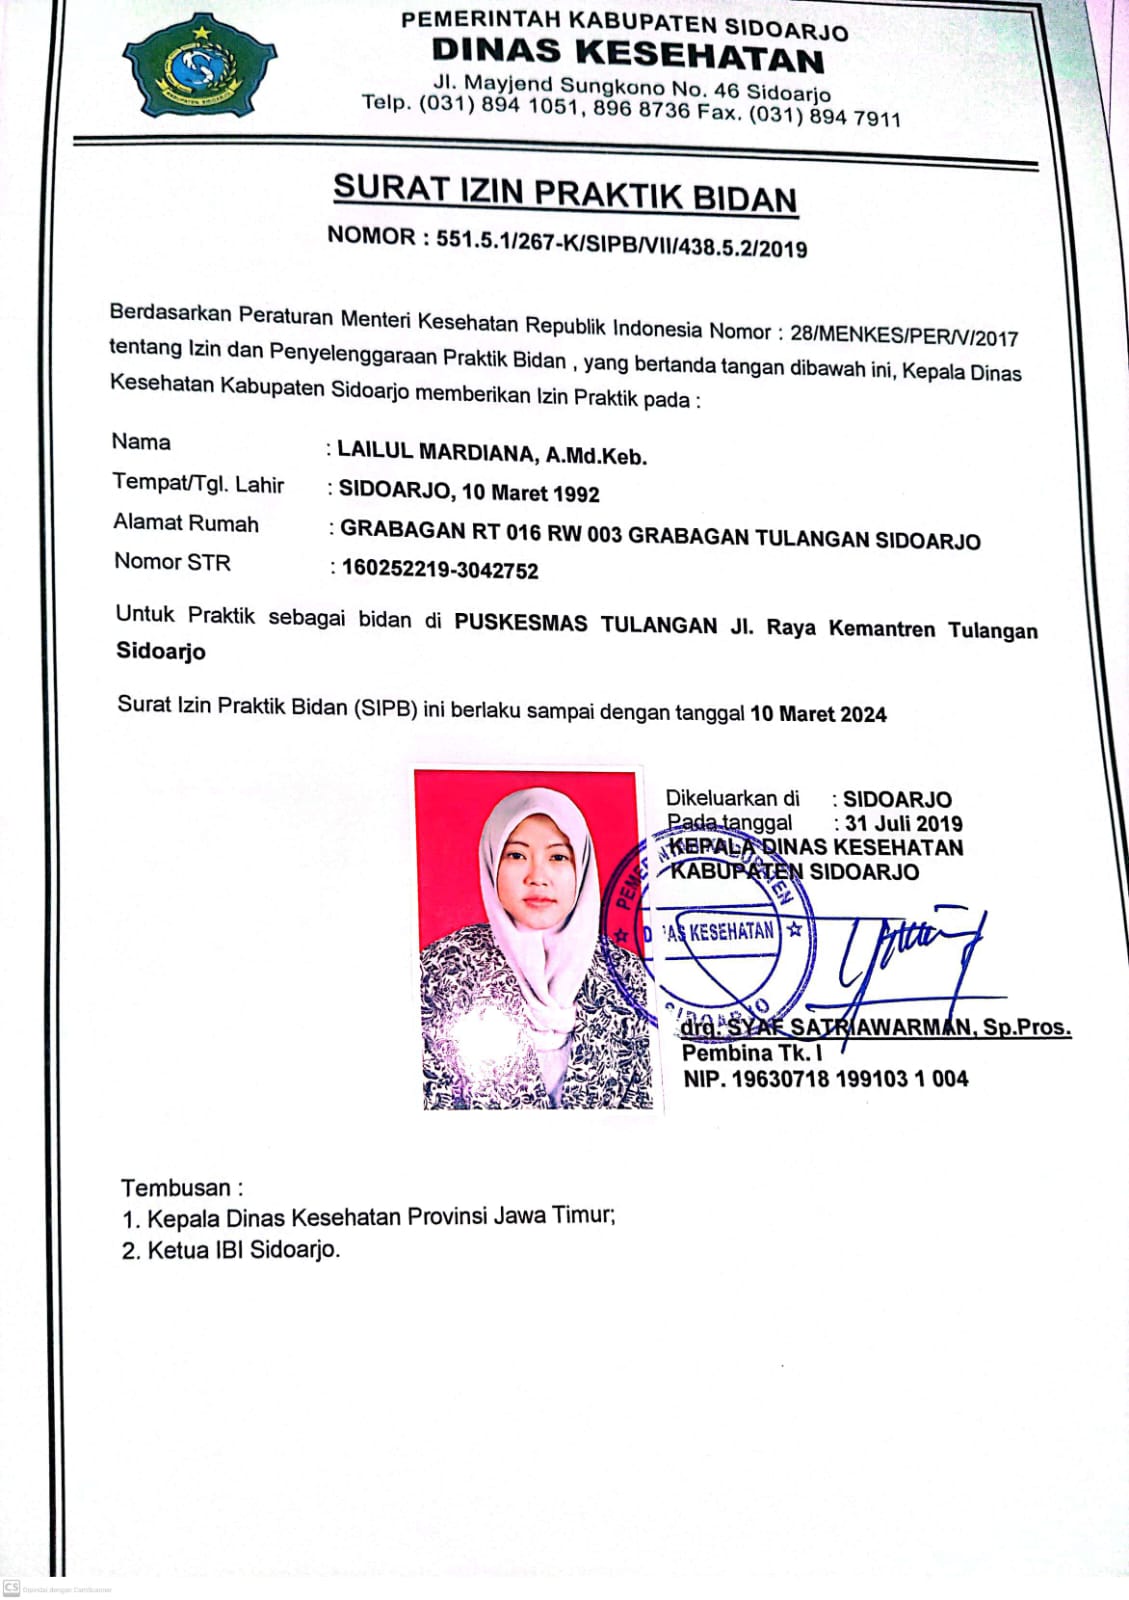 PEMERINTAH KABUPATEN SIDOARJO
DINAS KESEHATAN
Jl. Mayjend Sungkono No. 46 Sidoarjo
Telp. (031) 894 1051, 896 8736 Fax. (031) 894 7911
KABUPATEN SIDOARJO
SURAT IZIN PRAKTIK BIDAN
NOMOR : 551.5.1/267-K/SIPB/VII/438.5.2/2019
Berdasarkan Peraturan Menteri Kesehatan Republik Indonesia Nomor : 28/MENKES/PER/V/2017
tentang Izin dan Penyelenggaraan Praktik Bidan , yang bertanda tangan dibawah ini, Kepala Dinas
Kesehatan Kabupaten Sidoarjo memberikan Izin Praktik pada :
Nama : LAILUL MARDIANA, A.Md.Keb.
Tempat/Tgl. Lahir : SIDOARJO, 10 Maret 1992
Alamat Rumah : GRABAGAN RT 016 RW 003 GRABAGAN TULANGAN SIDOARJO
Nomor STR : 160252219-3042752
Untuk Praktik sebagai bidan di PUSKESMAS TULANGAN Jl. Raya Kemantren Tulangan
Sidoarjo
Surat Izin Praktik Bidan (SIPB) ini berlaku sampai dengan tanggal 10 Maret 2024
Dikeluarkan di : SIDOARJO
Pada tanggal : 31 Juli 2019
KEPALA DINAS KESEHATAN
KABUPATEN SIDOARJO
PEMERINTAH KABUPATEN
DINAS KESEHATAN
SIDOARJO
drg. SYAF SATRIAWARMAN, Sp.Pros.
Pembina Tk. I
NIP. 19630718 199103 1 004
Tembusan :
1. Kepala Dinas Kesehatan Provinsi Jawa Timur;
2. Ketua IBI Sidoarjo.
CS Dipindai dengan CamScanner